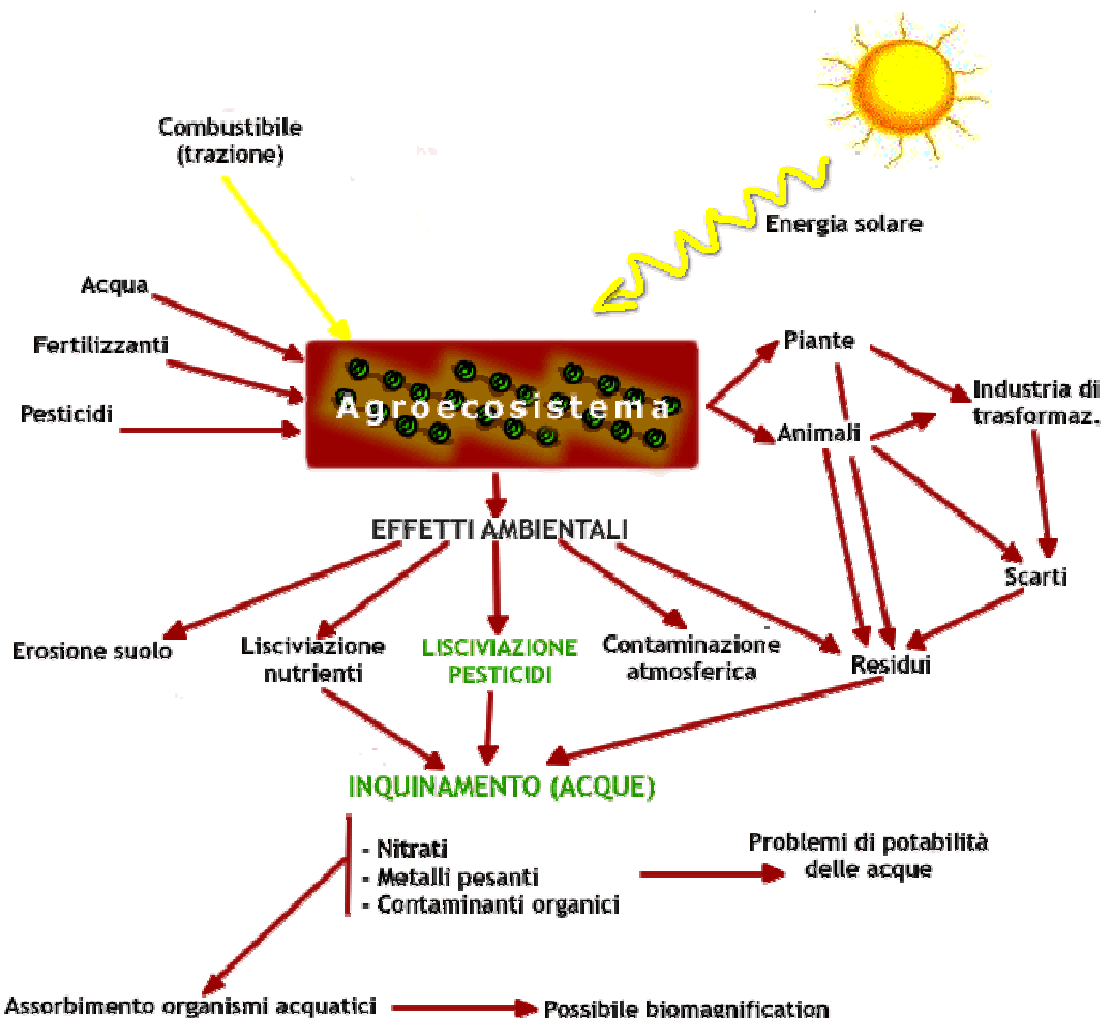 Combustibile
(trazione)
Energia solare
Acqua
Fertilizzanti
Pesticidi
Agroecosistema
Piante
Animali
Industria di
trasformaz.
EFFETTI AMBIENTALI
Scarti
Erosione suolo
Lisciviazione
nutrienti
LISCIVIAZIONE
PESTICIDI
Contaminazione
atmosferica
Residui
INQUINAMENTO (ACQUE)
- Nitrati
- Metalli pesanti
- Contaminanti organici
Problemi di potabilità
delle acque
Assorbimento organismi acquatici
Possibile biomagnification